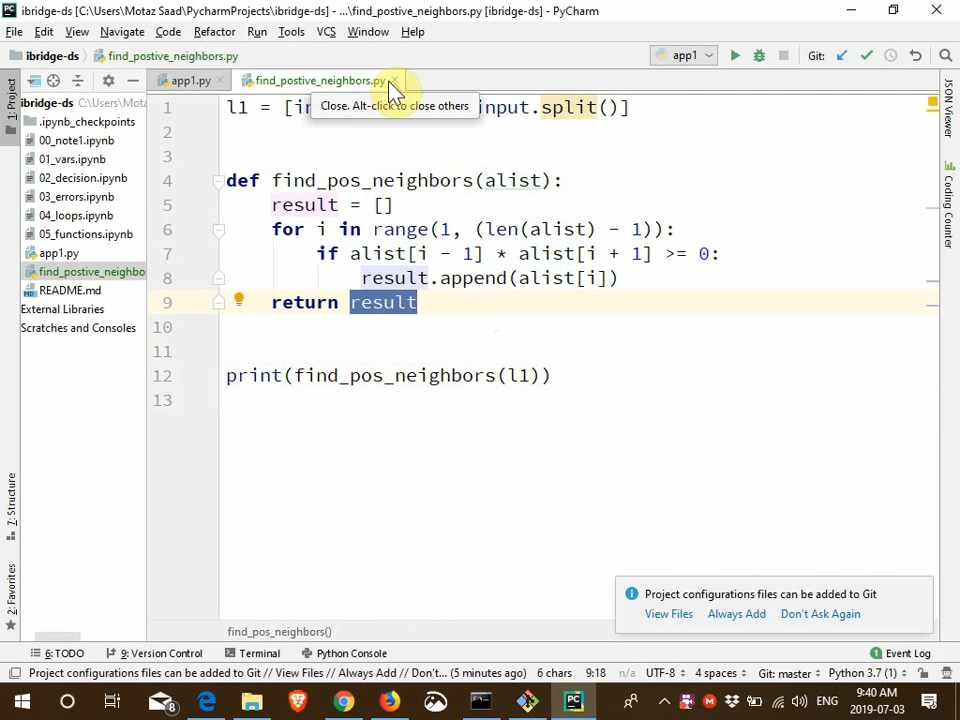 ibridge-ds [C:\Users\Motaz Saad\PycharmProjects\ibridge-ds] - ...\find_postive_neighbors.py [ibridge-ds] - PyCharm
File Edit View Navigate Code Refactor Run Tools VCS Window Help
ibridge-ds find_postive_neighbors.py app1 Git:
1: Project
app1.py find_postive_neighbors.py
Close. Alt-click to close others
ibridge-ds C:\Users\Mota
.ipynb_checkpoints
00_note1.ipynb
01_vars.ipynb
02_decision.ipynb
03_errors.ipynb
04_loops.ipynb
05_functions.ipynb
app1.py
find_postive_neighbo
README.md
External Libraries
Scratches and Consoles
1 l1 = [in input.split()]
2
3
4 def find_pos_neighbors(alist):
5 result = []
6 for i in range(1, (len(alist) - 1)):
7 if alist[i - 1] * alist[i + 1] >= 0:
8 result.append(alist[i])
9 return result
10
11
12 print(find_pos_neighbors(l1))
13
JSON Viewer
Coding Counter
7: Structure
2: Favorites
Project configurations files can be added to Git
View Files Always Add Don't Ask Again
find_pos_neighbors()
6: TODO 9: Version Control Terminal Python Console Event Log
Project configurations files can be added to Git // View Files // Always Add // Don't... (5 minutes ago) 6 chars 9:18 n/a UTF-8 4 spaces Git: master Python 3.7 (1)
8
ENG
9:40 AM
2019-07-03